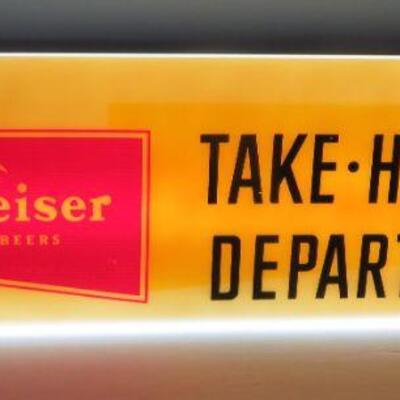 eiser
BEERS
TAKE·H
DEPART